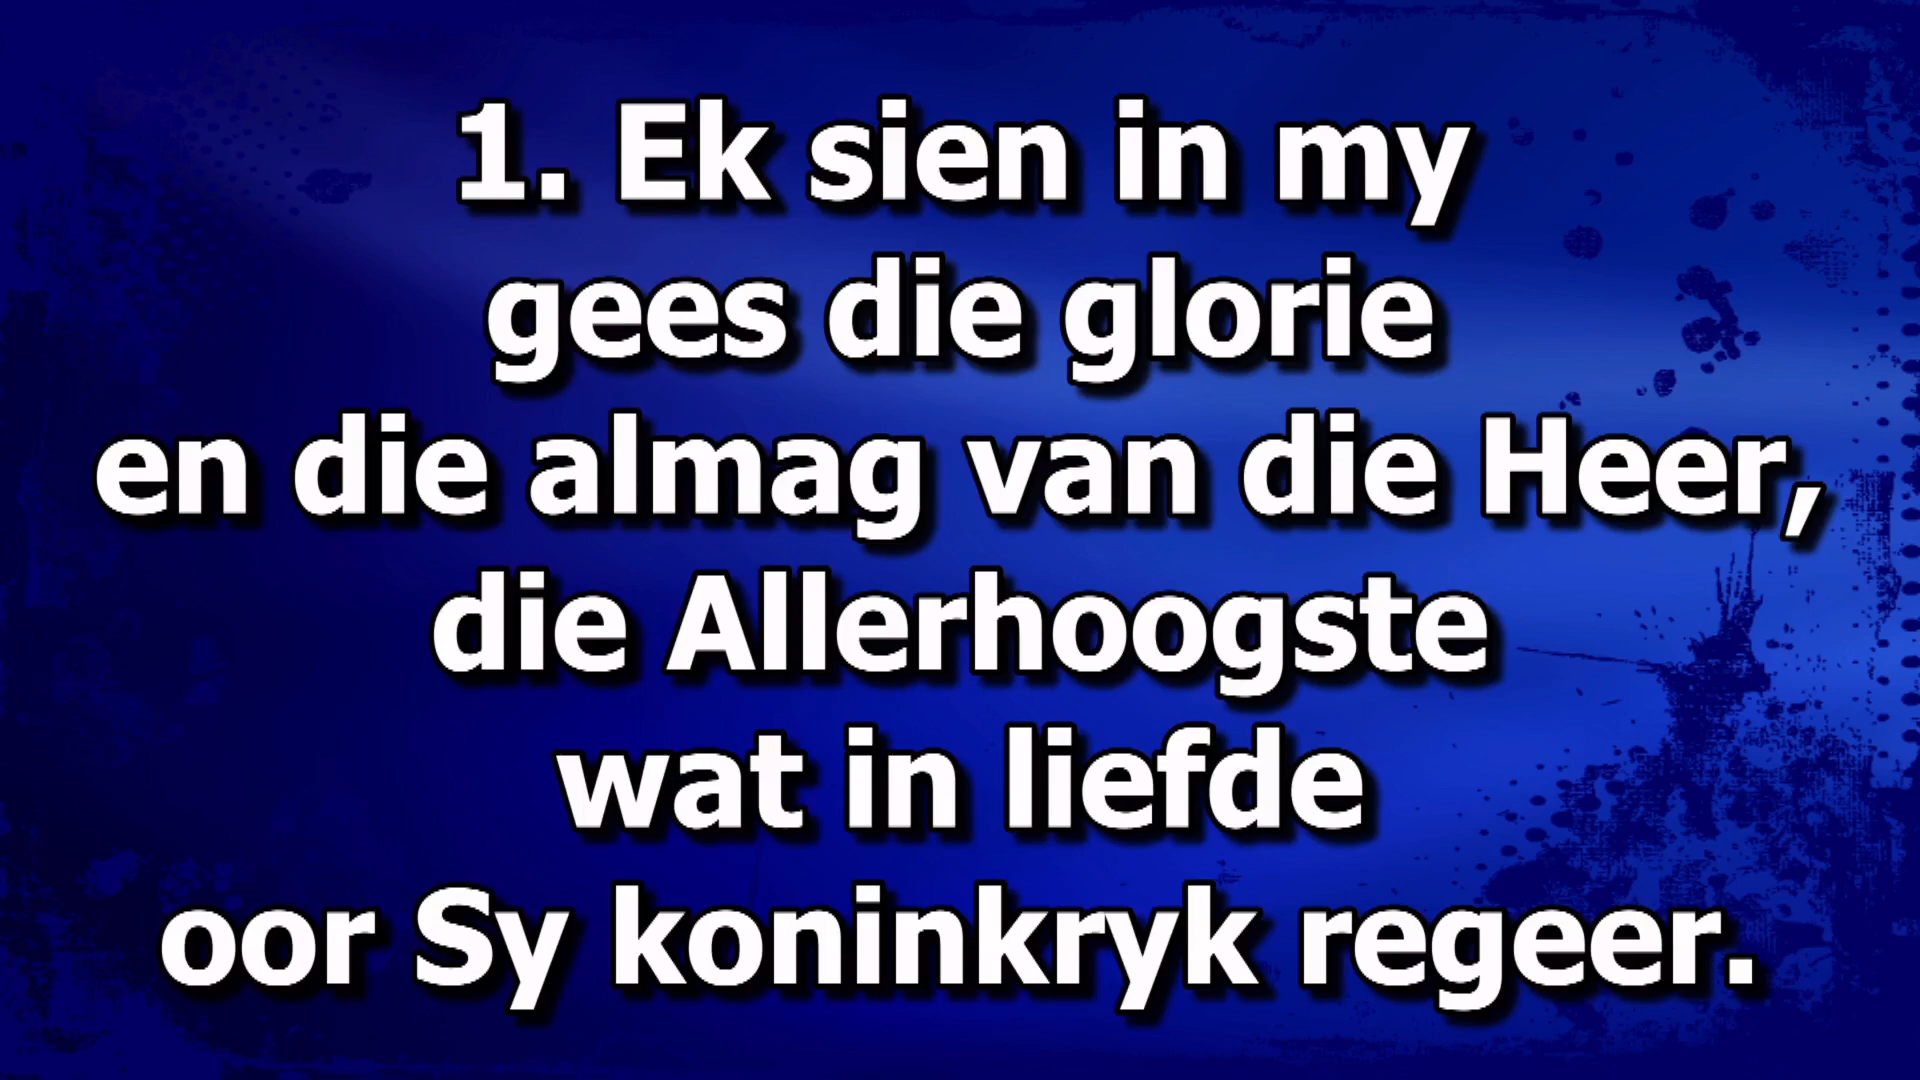 1. Ek sien in my
gees die glorie
en die almag van die Heer,
die Allerhoogste
wat in liefde
oor Sy koninkryk regeer.